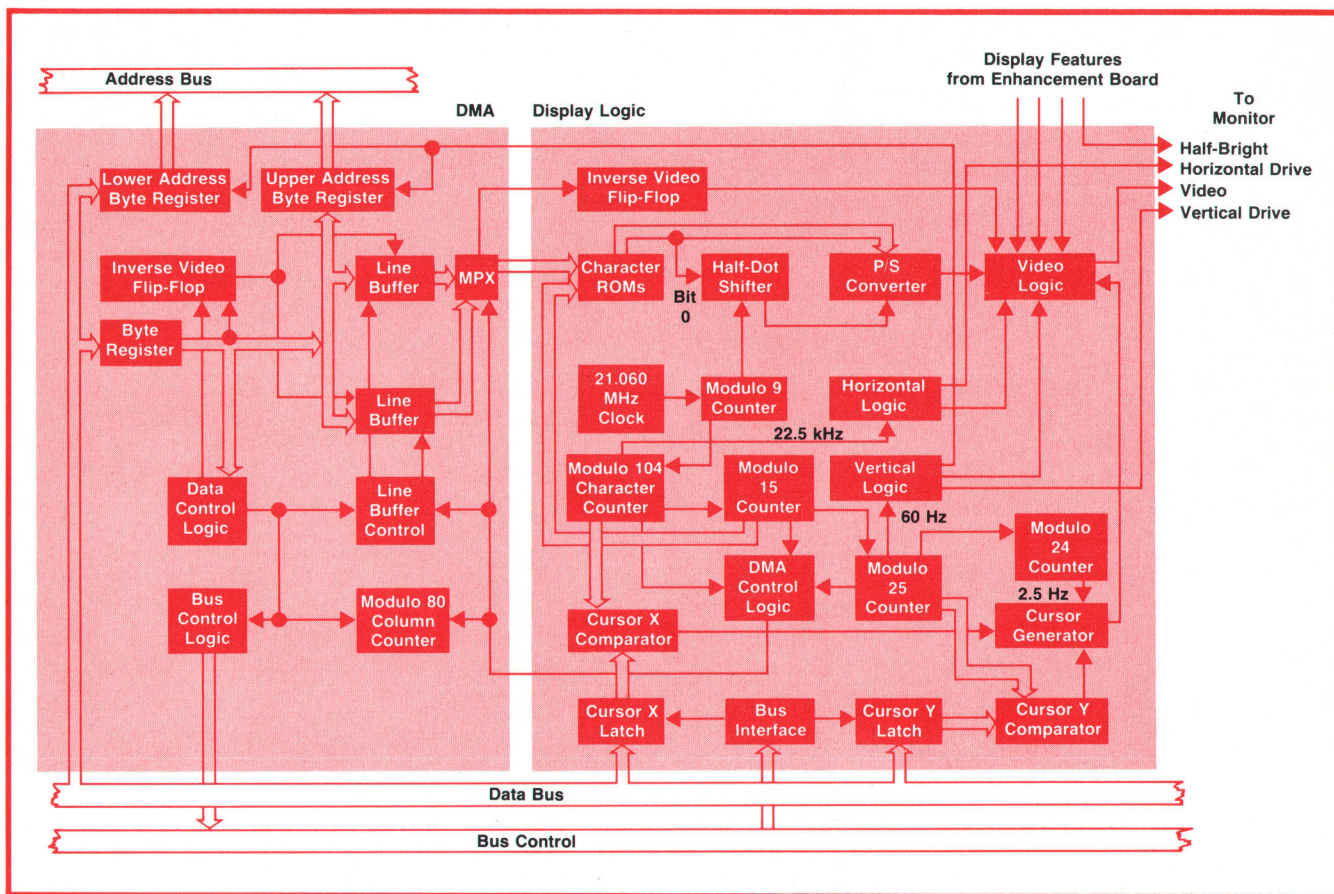 Address Bus
DMA
Display Logic
Display Features
from Enhancement Board
To
Monitor
Half-Bright
Horizontal Drive
Video
Vertical Drive
Lower Address
Byte Register
Upper Address
Byte Register
Inverse Video
Flip-Flop
Inverse Video
Flip-Flop
Line
Buffer
MPX
Character
ROMs
Bit
0
Half-Dot
Shifter
P/S
Converter
Video
Logic
Byte
Register
Line
Buffer
21.060
MHz
Clock
Modulo 9
Counter
Horizontal
Logic
22.5 kHz
Data
Control
Logic
Line
Buffer
Control
Modulo 104
Character
Counter
Modulo
15
Counter
Vertical
Logic
60 Hz
Modulo
24
Counter
Bus
Control
Logic
Modulo 80
Column
Counter
DMA
Control
Logic
Modulo
25
Counter
2.5 Hz
Cursor
Generator
Cursor X
Comparator
Cursor X
Latch
Bus
Interface
Cursor Y
Latch
Cursor Y
Comparator
Data Bus
Bus Control